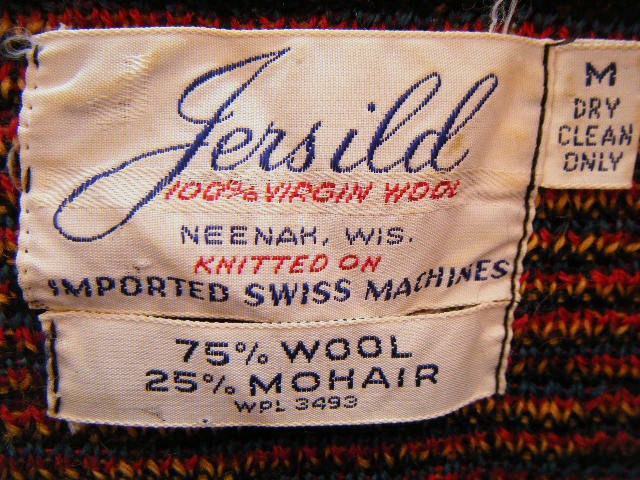 Jersild
100% VIRGIN WOOL
NEENAH, WIS.
KNITTED ON
IMPORTED SWISS MACHINES
75% WOOL
25% MOHAIR
WPL 3493
M
DRY
CLEAN
ONLY